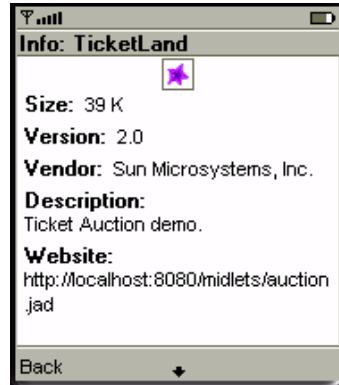 Info: TicketLand
Size: 39 K
Version: 2.0
Vendor: Sun Microsystems, Inc.
Description:
Ticket Auction demo.
Website:
http://localhost:8080/midlets/auction
.jad
Back